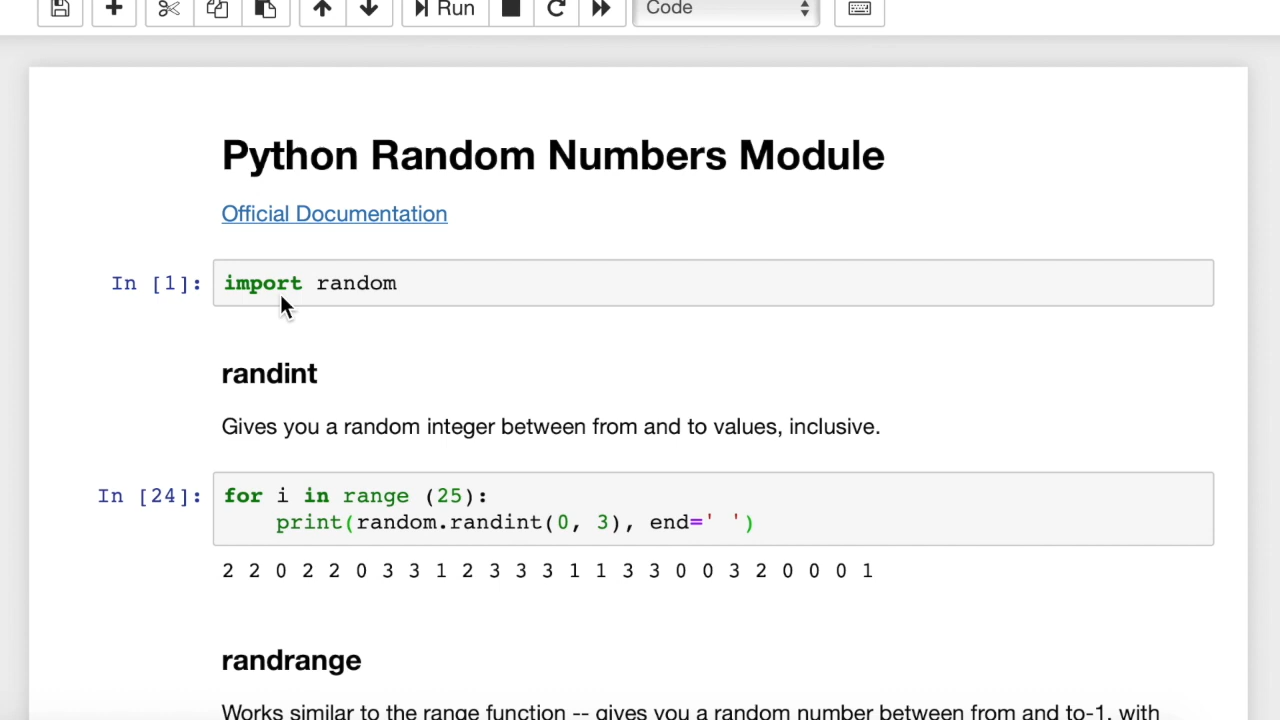 Run
Code
Python Random Numbers Module
Official Documentation
In [1]: import random
randint
Gives you a random integer between from and to values, inclusive.
In [24]: for i in range (25):
print(random.randint(0, 3), end=' ')
2 2 0 2 2 0 3 3 1 2 3 3 3 1 1 3 3 0 0 3 2 0 0 0 1
randrange
Works similar to the range function -- gives you a random number between from and to-1, with